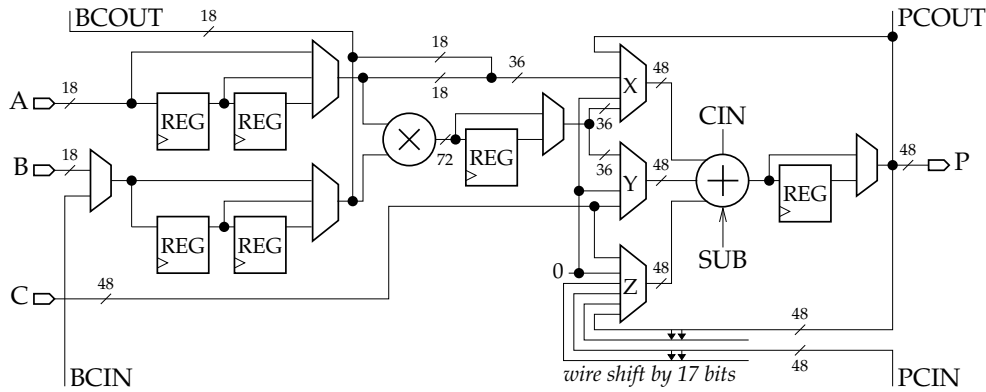 BCOUT
PCOUT
18
18
36
48
X
18
A
18
REG
REG
36
CIN
B
18
72
REG
36
Y
48
48
P
REG
REG
REG
SUB
C
48
0
Z
48
48
48
wire shift by 17 bits
BCIN
PCIN